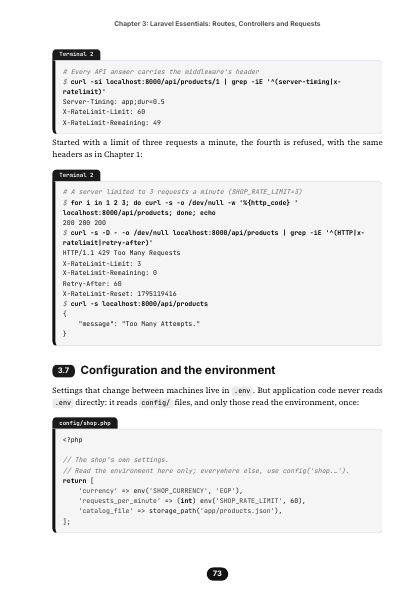 Chapter 3: Laravel Essentials: Routes, Controllers and Requests
Terminal 2
# Every API answer carries the middleware's header
$ curl -si localhost:8000/api/products/1 | grep -iE '^(server-timing|x-
ratelimit)'
Server-Timing: app;dur=0.5
X-RateLimit-Limit: 60
X-RateLimit-Remaining: 49
Started with a limit of three requests a minute, the fourth is refused, with the same
headers as in Chapter 1:
Terminal 2
# A server limited to 3 requests a minute (SHOP_RATE_LIMIT=3)
$ for i in 1 2 3; do curl -s -o /dev/null -w '%{http_code} '
localhost:8000/api/products; done; echo
200 200 200
$ curl -s -D - -o /dev/null localhost:8000/api/products | grep -iE '^(HTTP|x-
ratelimit|retry-after)'
HTTP/1.1 429 Too Many Requests
X-RateLimit-Limit: 3
X-RateLimit-Remaining: 0
Retry-After: 60
X-RateLimit-Reset: 1795119416
$ curl -s localhost:8000/api/products
{
    "message": "Too Many Attempts."
}
3.7 Configuration and the environment
Settings that change between machines live in .env. But application code never reads
.env directly: it reads config/ files, and only those read the environment, once:
config/shop.php
<?php
// The shop's own settings.
// Read the environment here only; everywhere else, use config('shop.…').
return [
    'currency' => env('SHOP_CURRENCY', 'EGP'),
    'requests_per_minute' => (int) env('SHOP_RATE_LIMIT', 60),
    'catalog_file' => storage_path('app/products.json'),
];
73